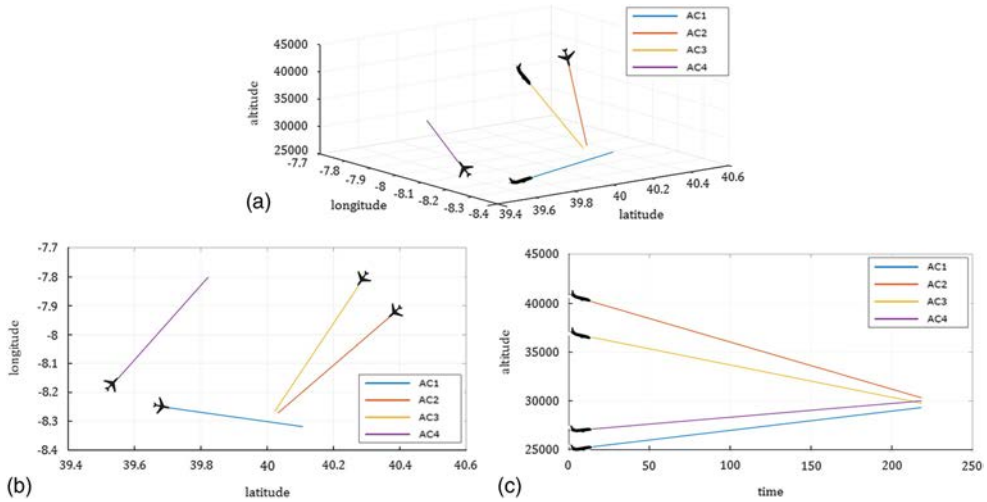 45000
40000
35000
30000
25000
altitude
-7.7
-7.8
-7.9
-8
-8.1
-8.2
-8.3
-8.4
longitude
39.4
39.6
39.8
40
40.2
40.4
40.6
latitude
AC1
AC2
AC3
AC4
(a)
-7.7
-7.8
-7.9
-8
-8.1
-8.2
-8.3
-8.4
longitude
39.4
39.6
39.8
40
40.2
40.4
40.6
latitude
AC1
AC2
AC3
AC4
(b)
45000
40000
35000
30000
25000
altitude
0
50
100
150
200
250
time
AC1
AC2
AC3
AC4
(c)